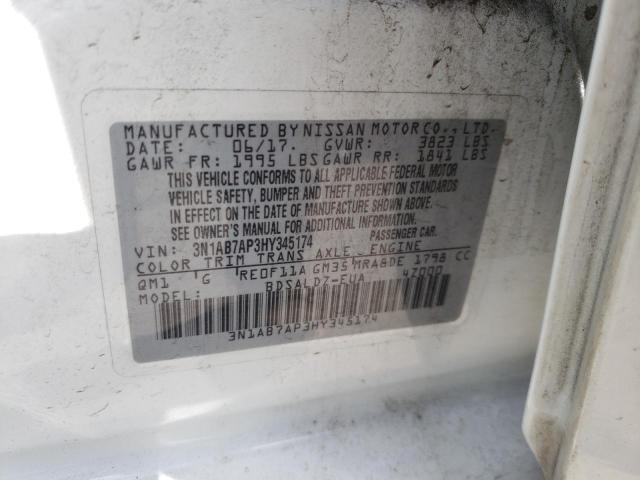 MANUFACTURED BY NISSAN MOTOR CO., LTD.
DATE: 06/17. GVWR: 3823 LBS
GAWR FR: 1995 LBS GAWR RR: 1841 LBS
THIS VEHICLE CONFORMS TO ALL APPLICABLE FEDERAL MOTOR
VEHICLE SAFETY, BUMPER AND THEFT PREVENTION STANDARDS
IN EFFECT ON THE DATE OF MANUFACTURE SHOWN ABOVE.
SEE OWNER'S MANUAL FOR ADDITIONAL INFORMATION.
VIN: 3N1AB7AP3HY345174 PASSENGER CAR.
COLOR TRIM TRANS AXLE ENGINE
QM1 G RE0F11A GM35 MRA8DE 1798 CC
MODEL: BDSALD7-EUA 4Z000
3N1AB7AP3HY345174